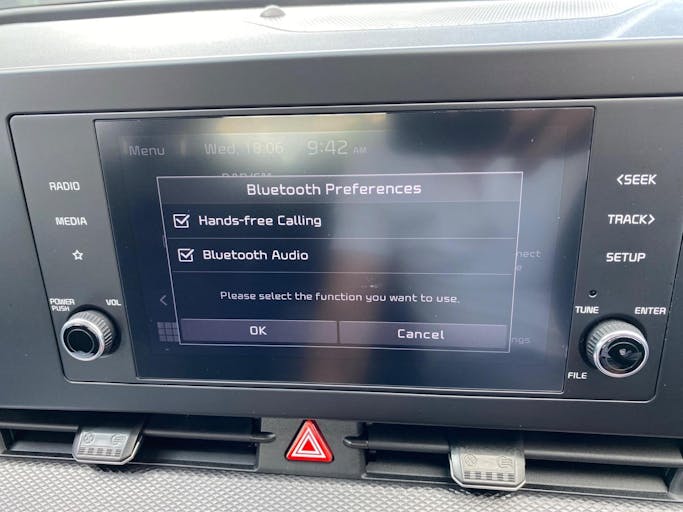 Menu
Wed, 18:06
9:42 AM
Bluetooth Preferences
Hands-free Calling
Bluetooth Audio
Please select the function you want to use.
OK
Cancel
RADIO
MEDIA
POWER
PUSH
VOL
<SEEK
TRACK>
SETUP
TUNE
ENTER
FILE